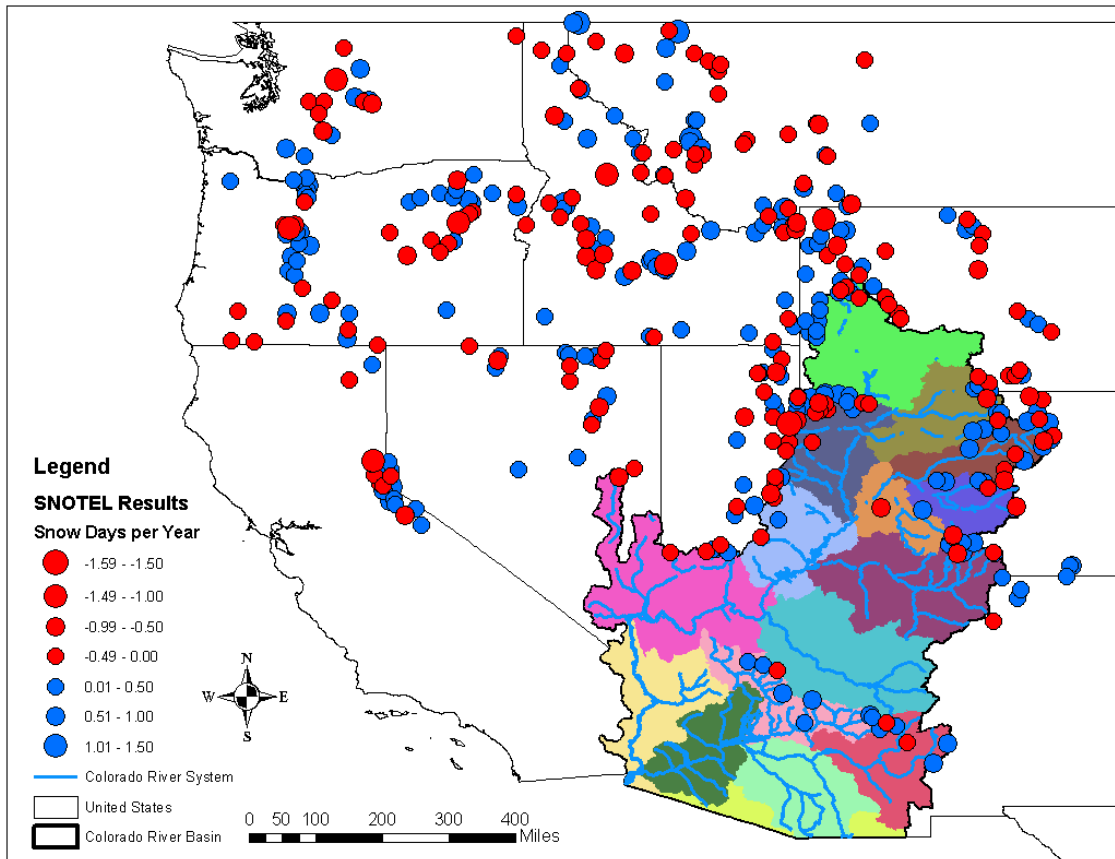 Legend
SNOTEL Results
Snow Days per Year
-1.59 - -1.50
-1.49 - -1.00
-0.99 - -0.50
-0.49 - 0.00
0.01 - 0.50
0.51 - 1.00
1.01 - 1.50
Colorado River System
United States
Colorado River Basin
N
W E
S
0 50 100 200 300 400
Miles